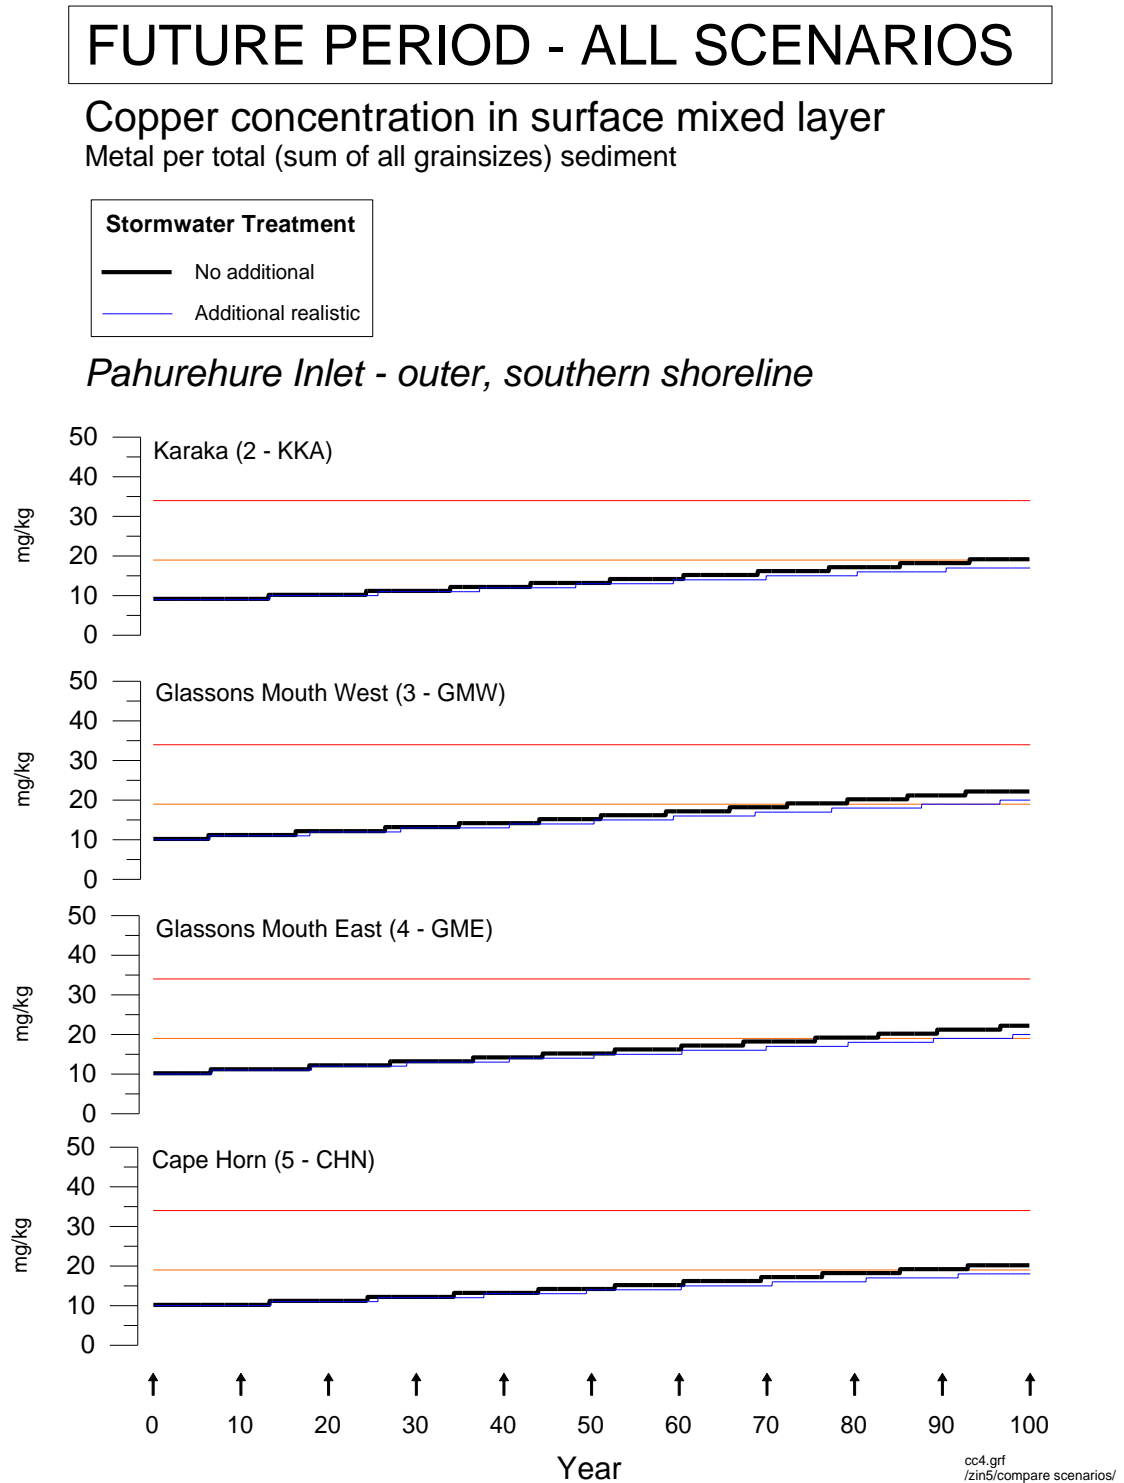 FUTURE PERIOD - ALL SCENARIOS
Copper concentration in surface mixed layer
Metal per total (sum of all grainsizes) sediment
Stormwater Treatment
No additional
Additional realistic
Pahurehure Inlet - outer, southern shoreline
Karaka (2 - KKA)
50
40
30
20
10
0
mg/kg
Glassons Mouth West (3 - GMW)
50
40
30
20
10
0
mg/kg
Glassons Mouth East (4 - GME)
50
40
30
20
10
0
mg/kg
Cape Horn (5 - CHN)
50
40
30
20
10
0
mg/kg
0 10 20 30 40 50 60 70 80 90 100
Year
cc4.grf
/zin5/compare scenarios/